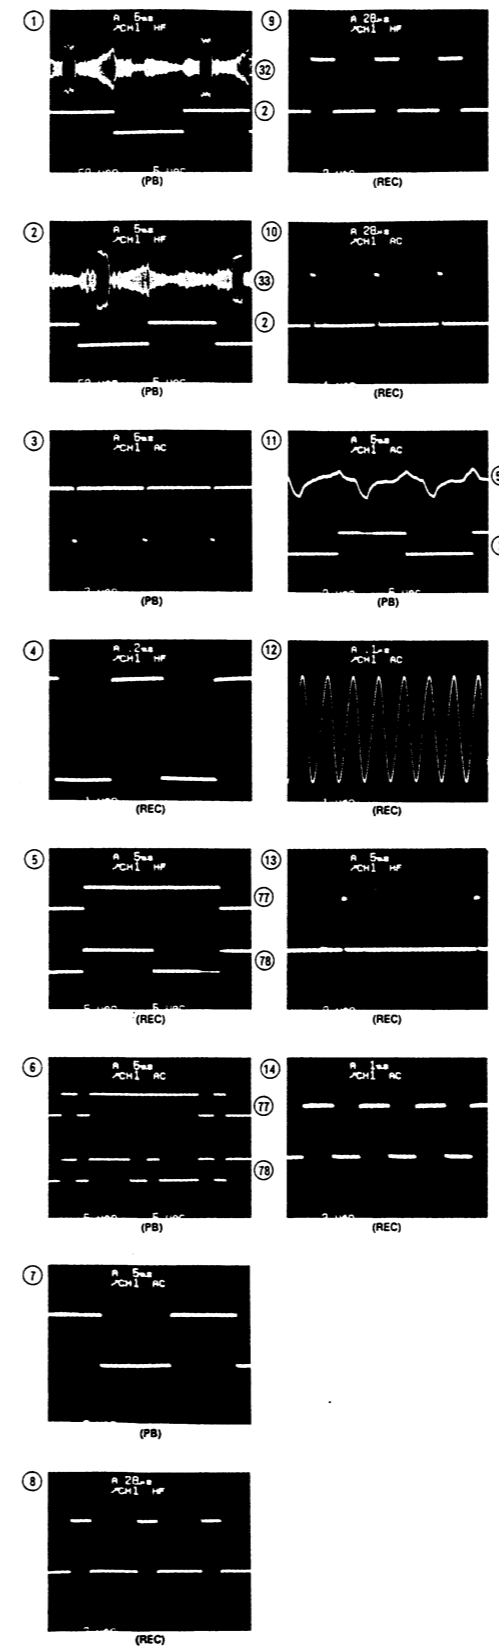 1
A 5ms
CH1 HF
32
2
(PB)
2
A 5ms
CH1 HF
33
2
(PB)
3
A 5ms
CH1 AC
(PB)
4
A .2ms
CH1 HF
(REC)
5
A 5ms
CH1 HF
77
78
(REC)
6
A 5ms
CH1 AC
77
78
(PB)
7
A 5ms
CH1 AC
(PB)
8
A 20ms
CH1 HF
(REC)
9
A 20ms
CH1 HF
(REC)
10
A 20ms
CH1 AC
(REC)
11
A 5ms
CH1 AC
(PB)
12
A .1ms
CH1 AC
(REC)
13
A 5ms
CH1 HF
(REC)
14
A 1ms
CH1 AC
(REC)